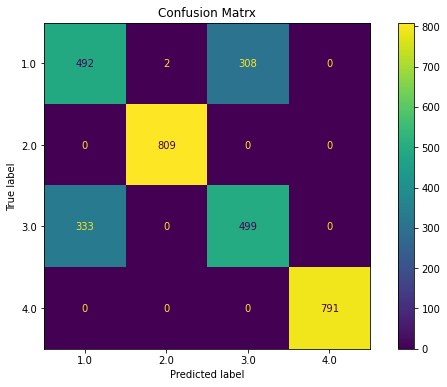 Confusion Matrx
1.0 492 2 308 0
2.0 0 809 0 0
3.0 333 0 499 0
4.0 0 0 0 791
1.0 2.0 3.0 4.0
True label
Predicted label
800
700
600
500
400
300
200
100
0